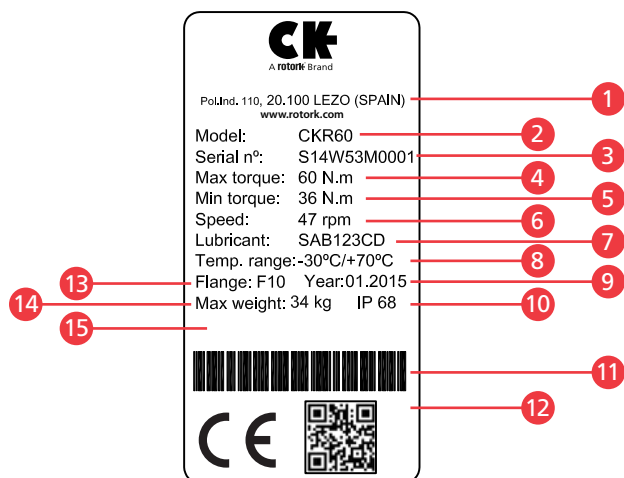 CK
A rotork Brand
Pol.Ind. 110, 20.100 LEZO (SPAIN) 1
www.rotork.com
Model: CKR60 2
Serial nº: S14W53M0001 3
Max torque: 60 N.m 4
Min torque: 36 N.m 5
Speed: 47 rpm 6
Lubricant: SAB123CD 7
Temp. range:-30ºC/+70ºC 8
13 Flange: F10 Year:01.2015 9
14 Max weight: 34 kg IP 68 10
15
11
CE 12